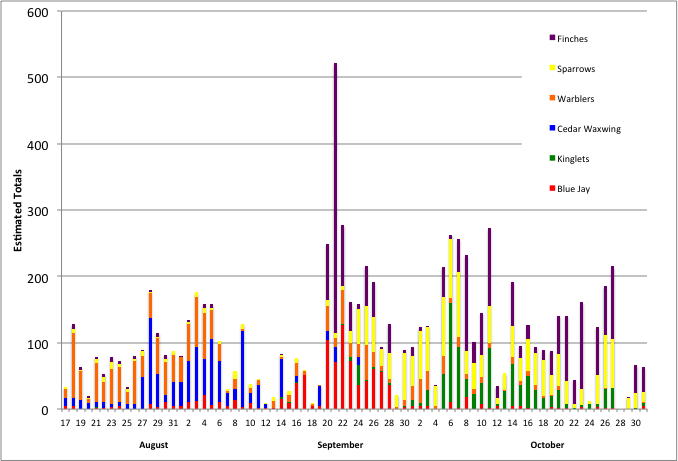 600
500
400
300
200
100
0
Estimated Totals
Finches
Sparrows
Warblers
Cedar Waxwing
Kinglets
Blue Jay
17 19 21 23 25 27 29 31 2 4 6 8 10 12 14 16 18 20 22 24 26 28 30 2 4 6 8 10 12 14 16 18 20 22 24 26 28 30
August September October